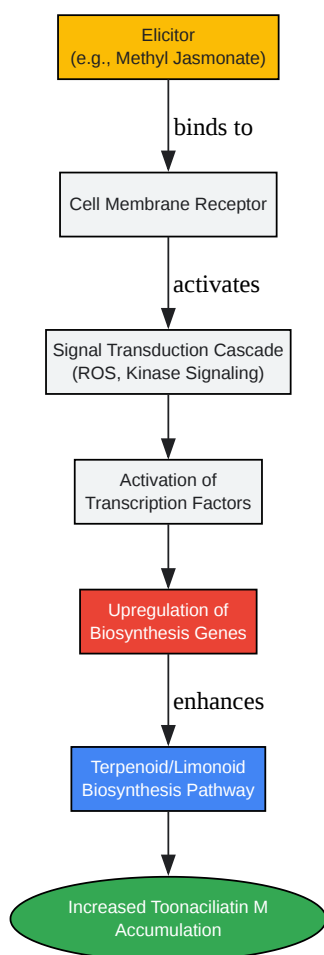 Elicitor
(e.g., Methyl Jasmonate)
binds to
Cell Membrane Receptor
activates
Signal Transduction Cascade
(ROS, Kinase Signaling)
Activation of
Transcription Factors
Upregulation of
Biosynthesis Genes
enhances
Terpenoid/Limonoid
Biosynthesis Pathway
Increased Toonaciliatin M
Accumulation